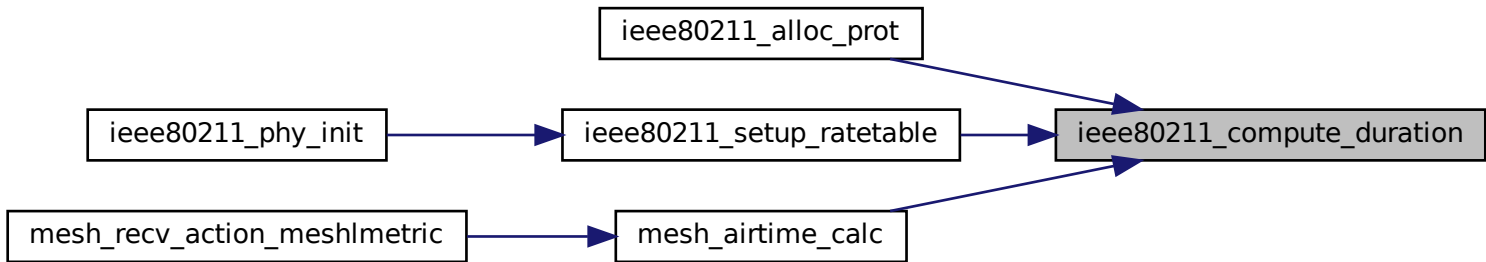 ieee80211_alloc_prot
ieee80211_phy_init
ieee80211_setup_ratetable
ieee80211_compute_duration
mesh_recv_action_meshlmetric
mesh_airtime_calc